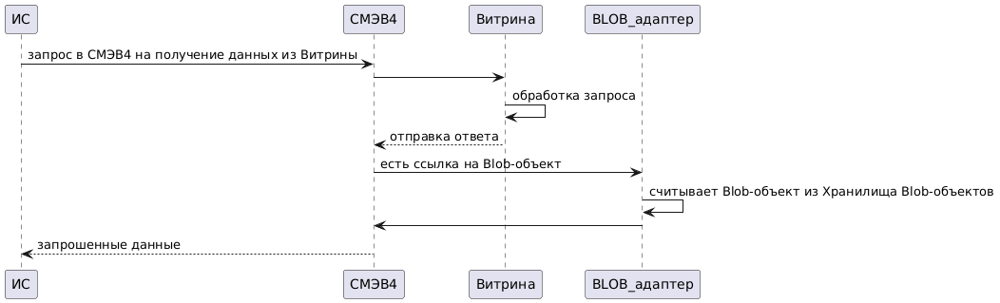 ИС СМЭВ4 Витрина BLOB_адаптер
запрос в СМЭВ4 на получение данных из Витрины
обработка запроса
отправка ответа
есть ссылка на Blob-объект
считывает Blob-объект из Хранилища Blob-объектов
запрошенные данные
ИС СМЭВ4 Витрина BLOB_адаптер